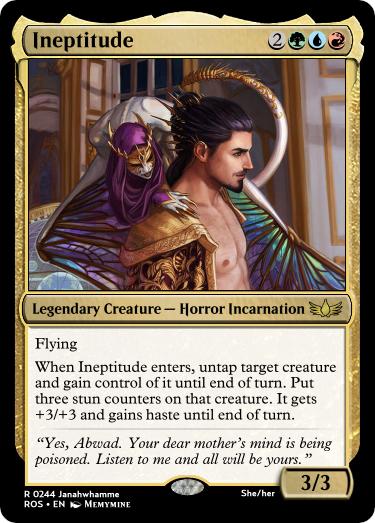 Ineptitude 2
Legendary Creature — Horror Incarnation
Flying
When Ineptitude enters, untap target creature
and gain control of it until end of turn. Put
three stun counters on that creature. It gets
+3/+3 and gains haste until end of turn.
“Yes, Abwad. Your dear mother’s mind is being
poisoned. Listen to me and all will be yours.”
3/3
R 0244 Janahwhamme She/her
ROS • EN Memymine